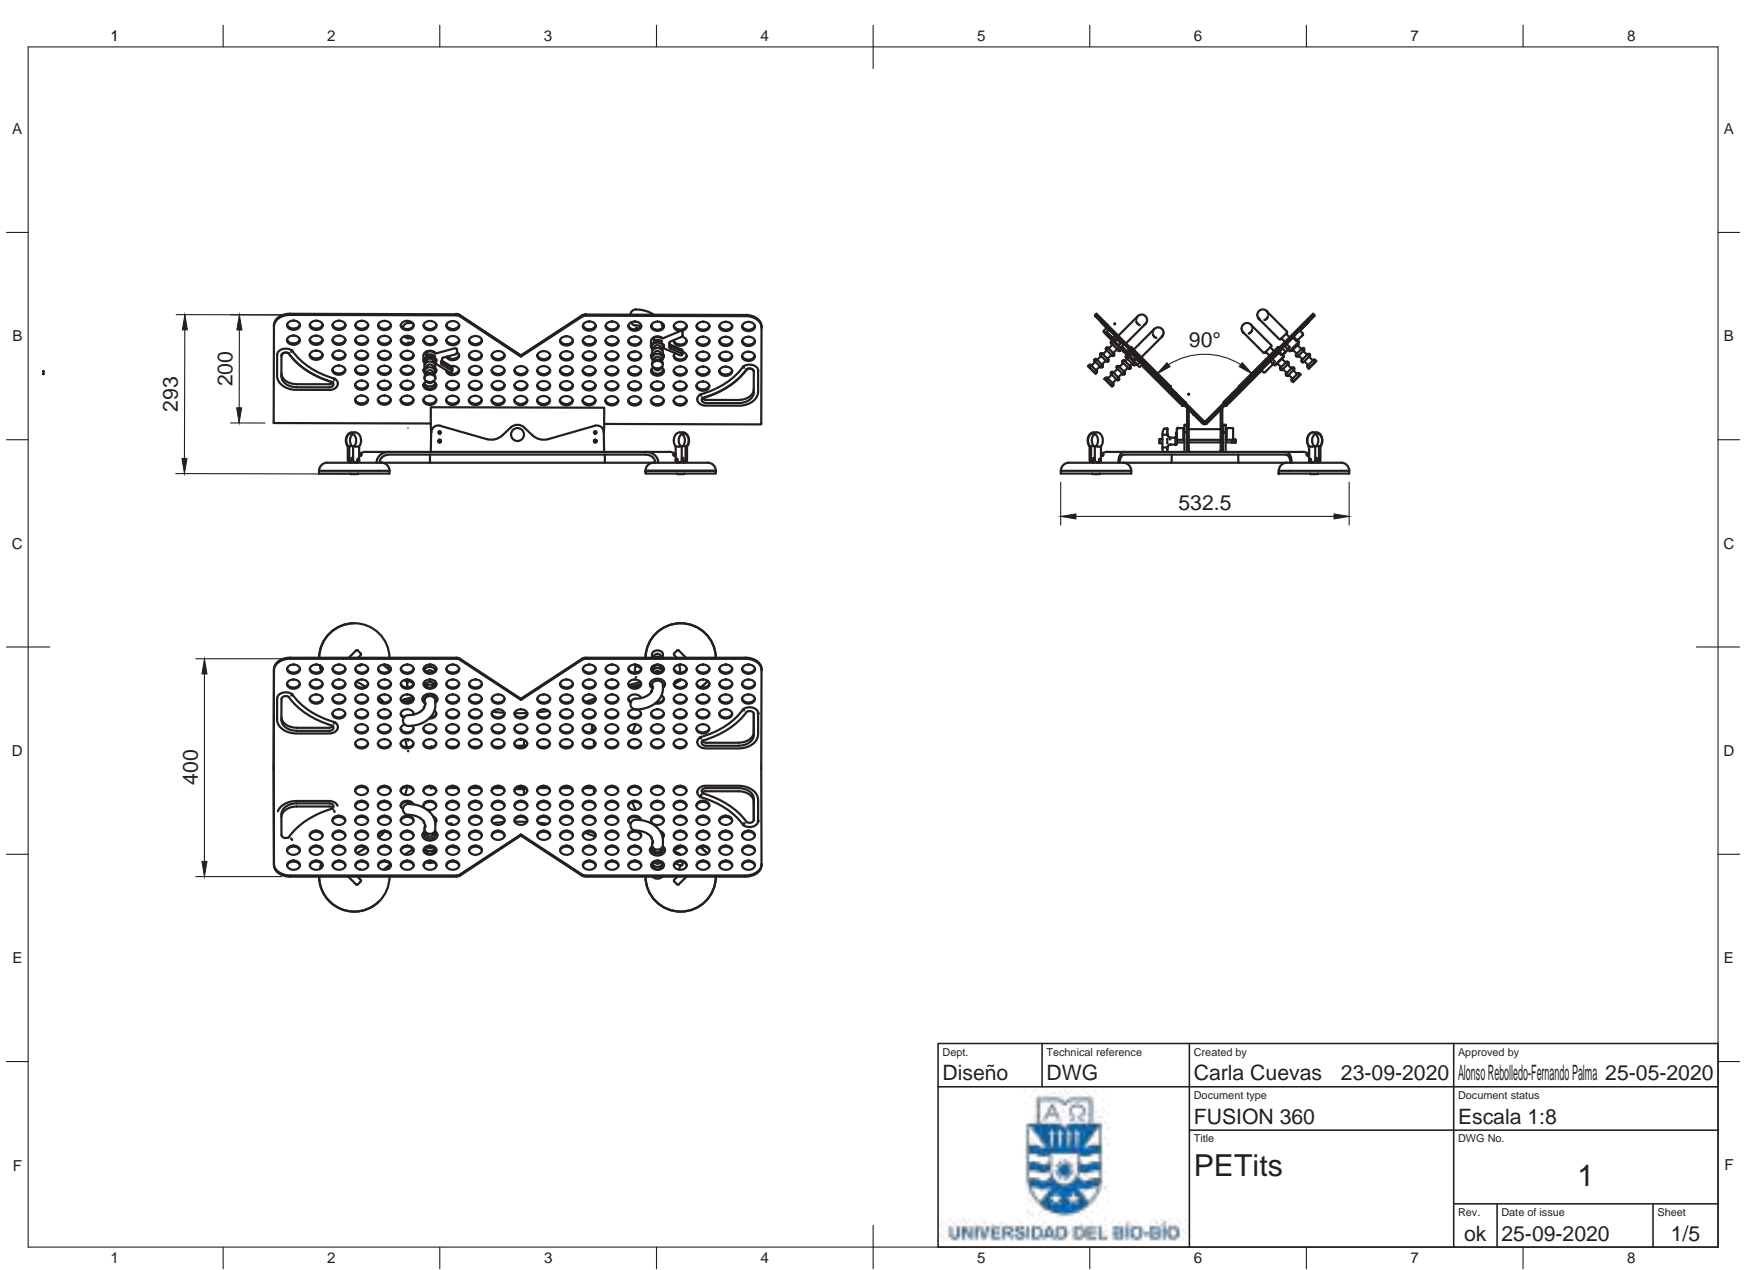 1 2 3 4 5 6 7 8
A A
B B
C C
D D
E E
F F
293
200
90°
532.5
400
Dept.
Diseño
Technical reference
DWG
Created by
Carla Cuevas 23-09-2020
Approved by
Alonso Rebolledo-Fernando Palma 25-05-2020
Document type
FUSION 360
Document status
Escala 1:8
Title
PETits
DWG No.
1
Rev.
ok
Date of issue
25-09-2020
Sheet
1/5
ΑΩ
UNIVERSIDAD DEL BÍO-BÍO
1 2 3 4 5 6 7 8